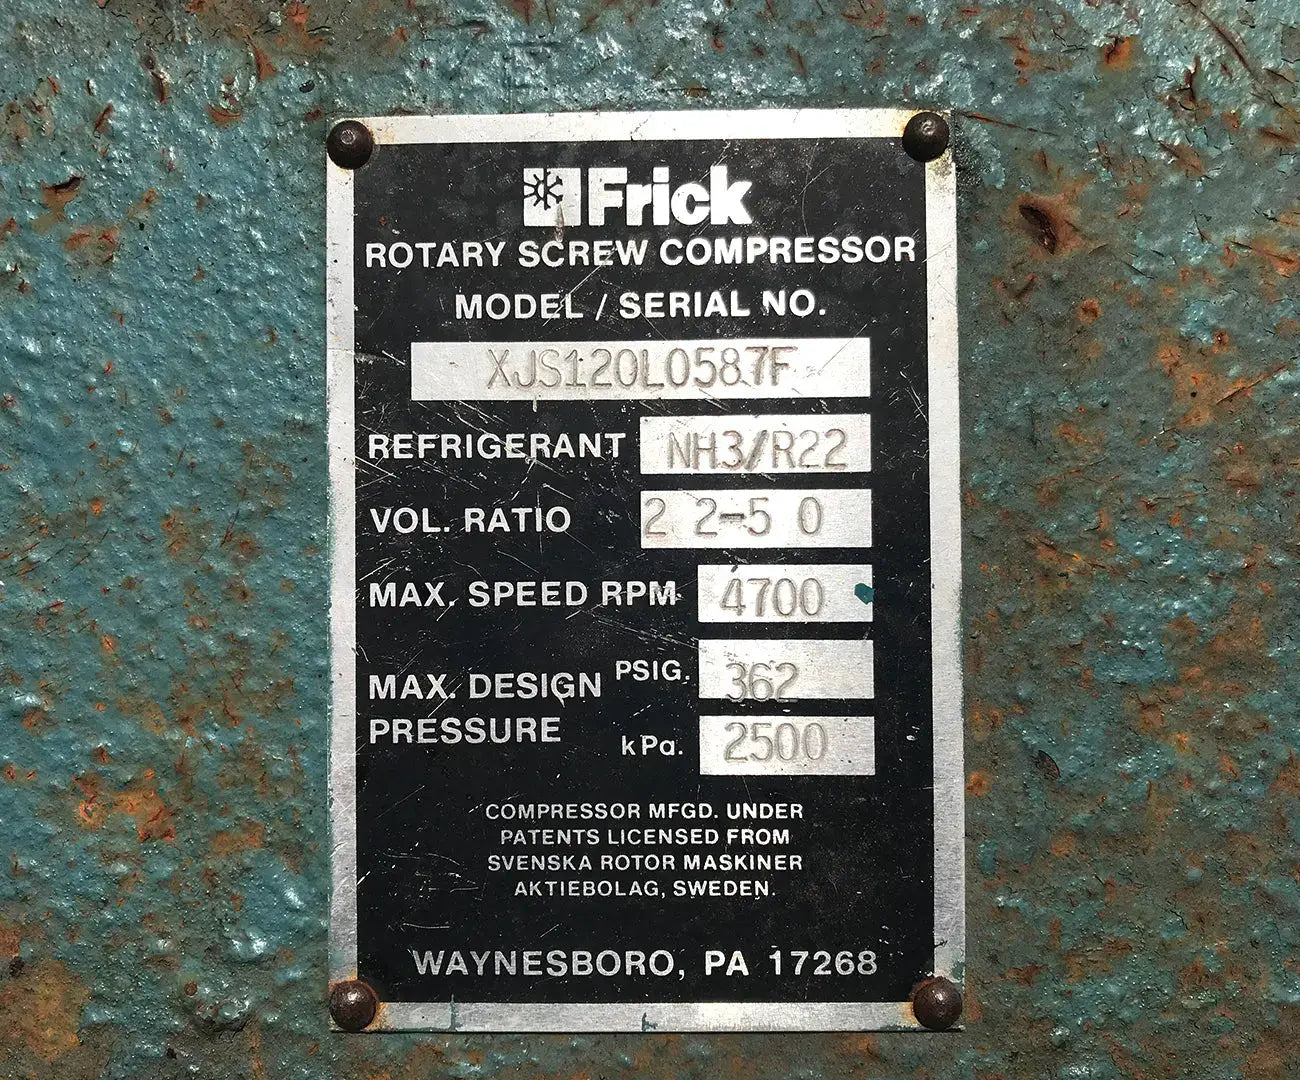 Frick
ROTARY SCREW COMPRESSOR
MODEL / SERIAL NO.
XJS120L0587F
REFRIGERANT NH3/R22
VOL. RATIO 2 2-5 0
MAX. SPEED RPM 4700
MAX. DESIGN PSIG. 362
PRESSURE kPa. 2500
COMPRESSOR MFGD. UNDER
PATENTS LICENSED FROM
SVENSKA ROTOR MASKINER
AKTIEBOLAG, SWEDEN.
WAYNESBORO, PA 17268